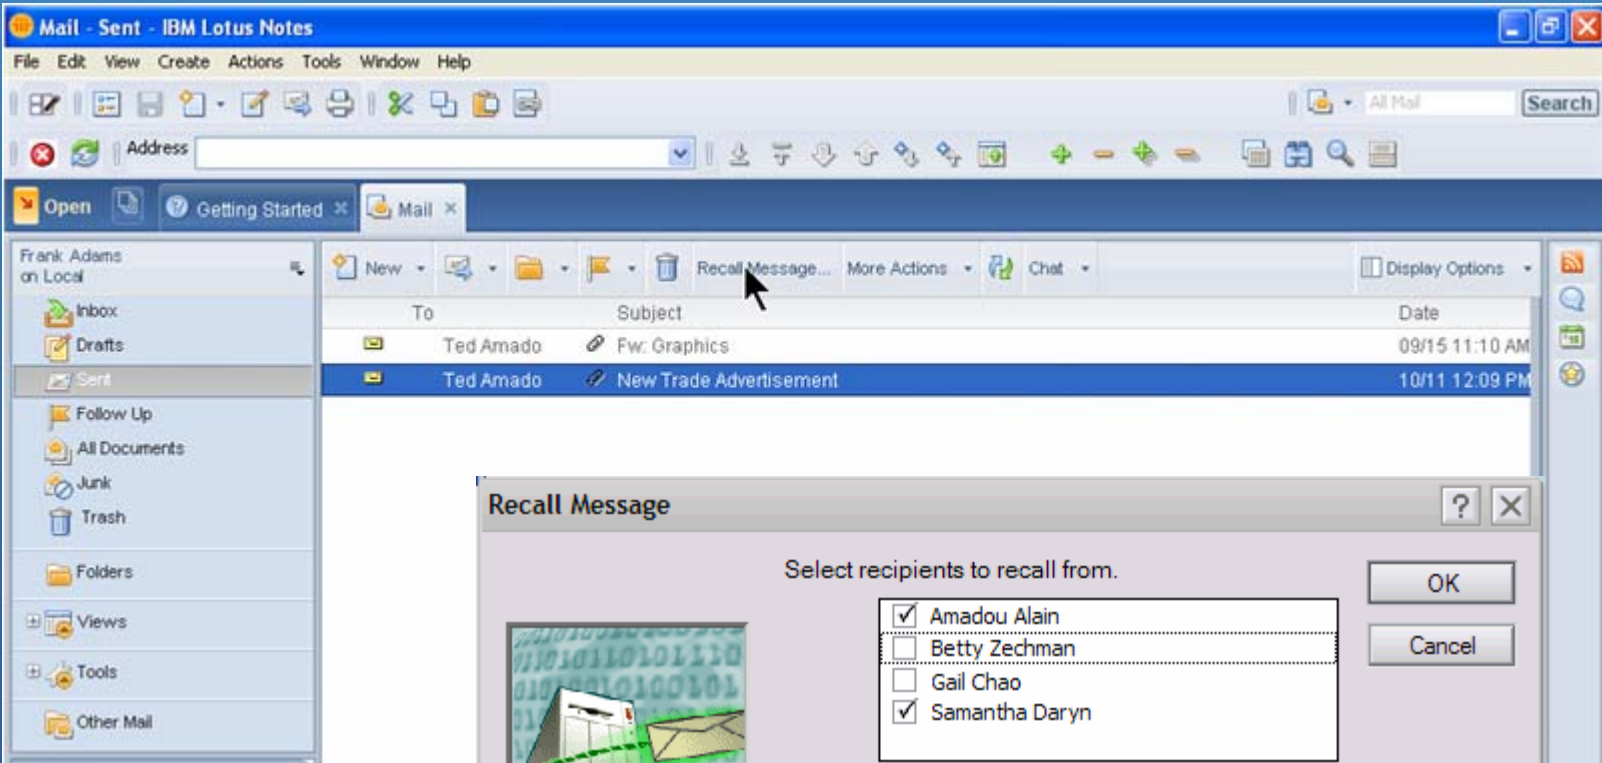 Mail - Sent - IBM Lotus Notes
File Edit View Create Actions Tools Window Help
All Mail Search
Address
Open Getting Started Mail
Frank Adams
on Local
New Recall Message... More Actions Chat Display Options
Inbox
To Subject Date
Drafts
Ted Amado Fw: Graphics 09/15 11:10 AM
Sent
Ted Amado New Trade Advertisement 10/11 12:09 PM
Follow Up
All Documents
Junk
Trash
Folders
Views
Tools
Other Mail
Recall Message
Select recipients to recall from.
OK
Amadou Alain
Betty Zechman
Cancel
Gail Chao
Samantha Daryn